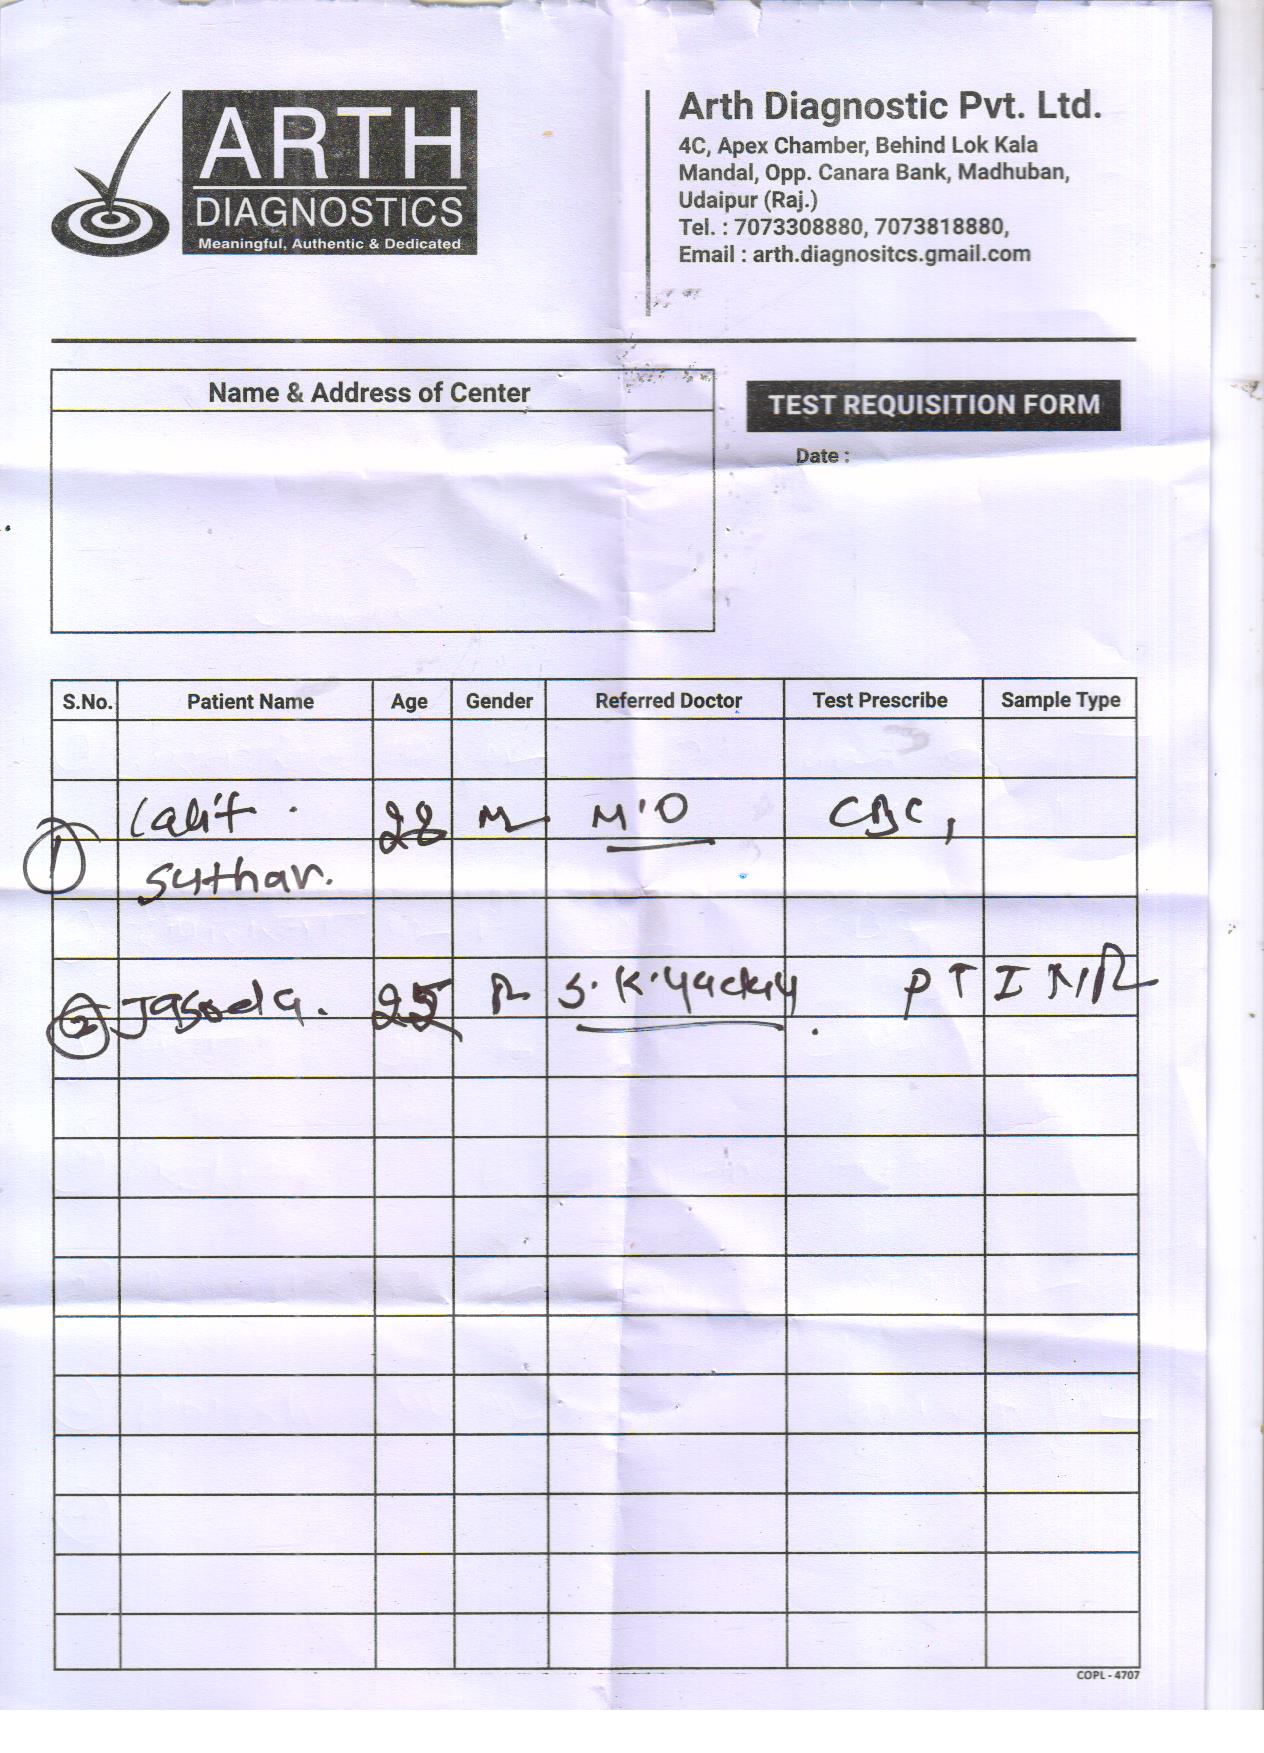 ARTH
DIAGNOSTICS
Meaningful, Authentic & Dedicated
Arth Diagnostic Pvt. Ltd.
4C, Apex Chamber, Behind Lok Kala
Mandal, Opp. Canara Bank, Madhuban,
Udaipur (Raj.)
Tel. : 7073308880, 7073818880,
Email : arth.diagnositcs.gmail.com
Name & Address of Center
TEST REQUISITION FORM
Date :
S.No. Patient Name Age Gender Referred Doctor Test Prescribe Sample Type
1 Lalit 28 M M.O CBC,
Suthar.
2 Jasoda. 25 S.K. PT INR
COPL - 4707